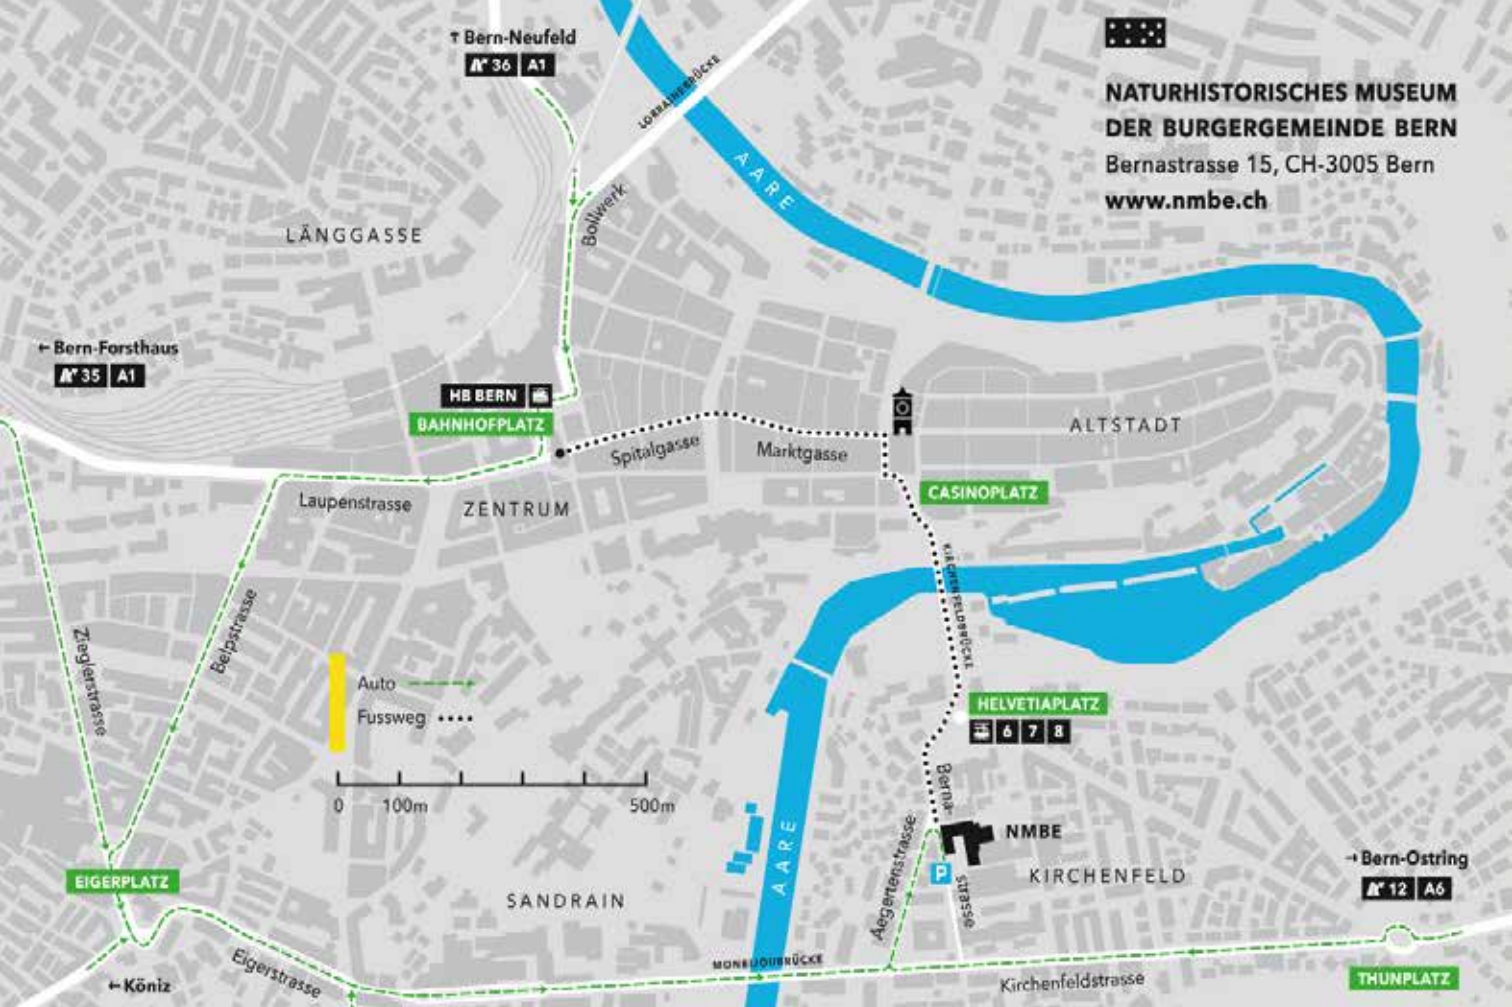 Bern-Neufeld
36 A1
LORRAINEBRÜCKE
NATURHISTORISCHES MUSEUM
DER BURGERGEMEINDE BERN
Bernastrasse 15, CH-3005 Bern
www.nmbe.ch
AARE
Bollwerk
LÄNGGASSE
Bern-Forsthaus
35 A1
HB BERN
BAHNHOFPLATZ
Spitalgasse
Marktgasse
ALTSTADT
CASINOPLATZ
Laupenstrasse
ZENTRUM
KIRCHENFELDBRÜCKE
Zieglerstrasse
Belpstrasse
Auto
Fussweg
HELVETIAPLATZ
6 7 8
0 100m 500m
Berna-
strasse
NMBE
P
AARE
Aegertenstrasse
KIRCHENFELD
Bern-Ostring
12 A6
EIGERPLATZ
SANDRAIN
Eigerstrasse
MONBIJOUBRÜCKE
Köniz
Kirchenfeldstrasse
THUNPLATZ